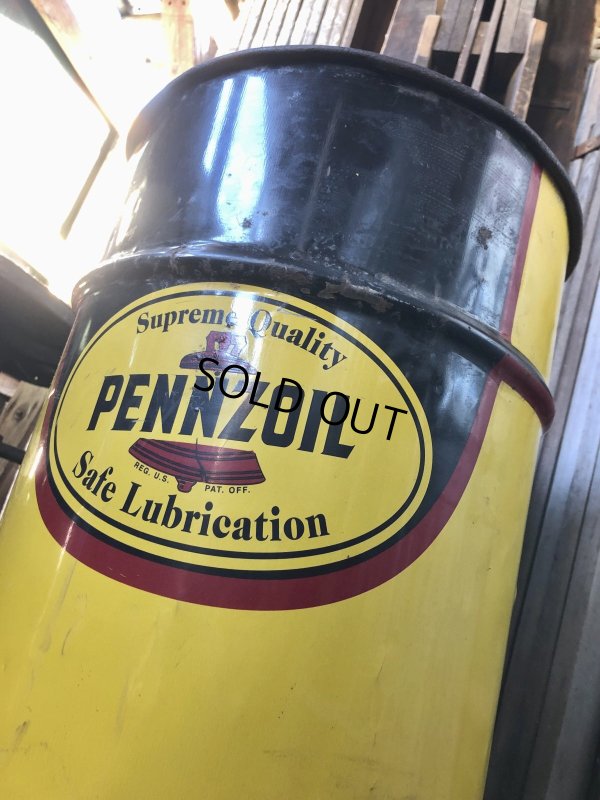 Supreme Quality
PENNZOIL
SOLD OUT
REG. U.S. PAT. OFF.
Safe Lubrication